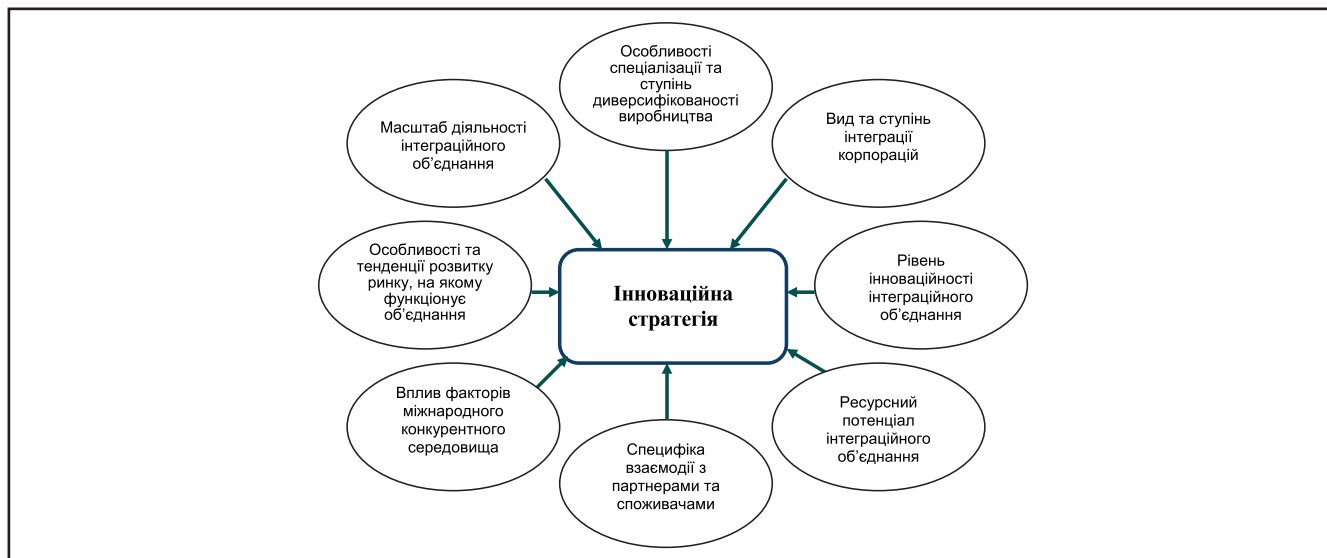 Особливості
спеціалізації та
ступінь
диверсифікованості
виробництва
Масштаб діяльності
інтеграційного
об’єднання
Вид та ступінь
інтеграції
корпорацій
Особливості та
тенденції розвитку
ринку, на якому
функціонує
об’єднання
Інноваційна
стратегія
Рівень
інноваційності
інтеграційного
об’єднання
Вплив факторів
міжнародного
конкурентного
середовища
Специфіка
взаємодії з
партнерами та
споживачами
Ресурсний
потенціал
інтеграційного
об’єднання